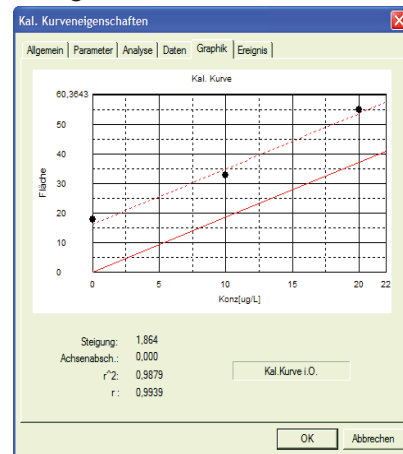 Kal. Kurveneigenschaften
Allgemein Parameter Analyse Daten Graphik Ereignis
Kal. Kurve
60,3643
50
40
30
20
10
0
Fläche
0 5 10 15 20 22
Konz[ug/L]
Steigung: 1,864
Achsenabsch.: 0,000
r^2: 0,9879
r: 0,9939
Kal.Kurve i.O.
OK Abbrechen